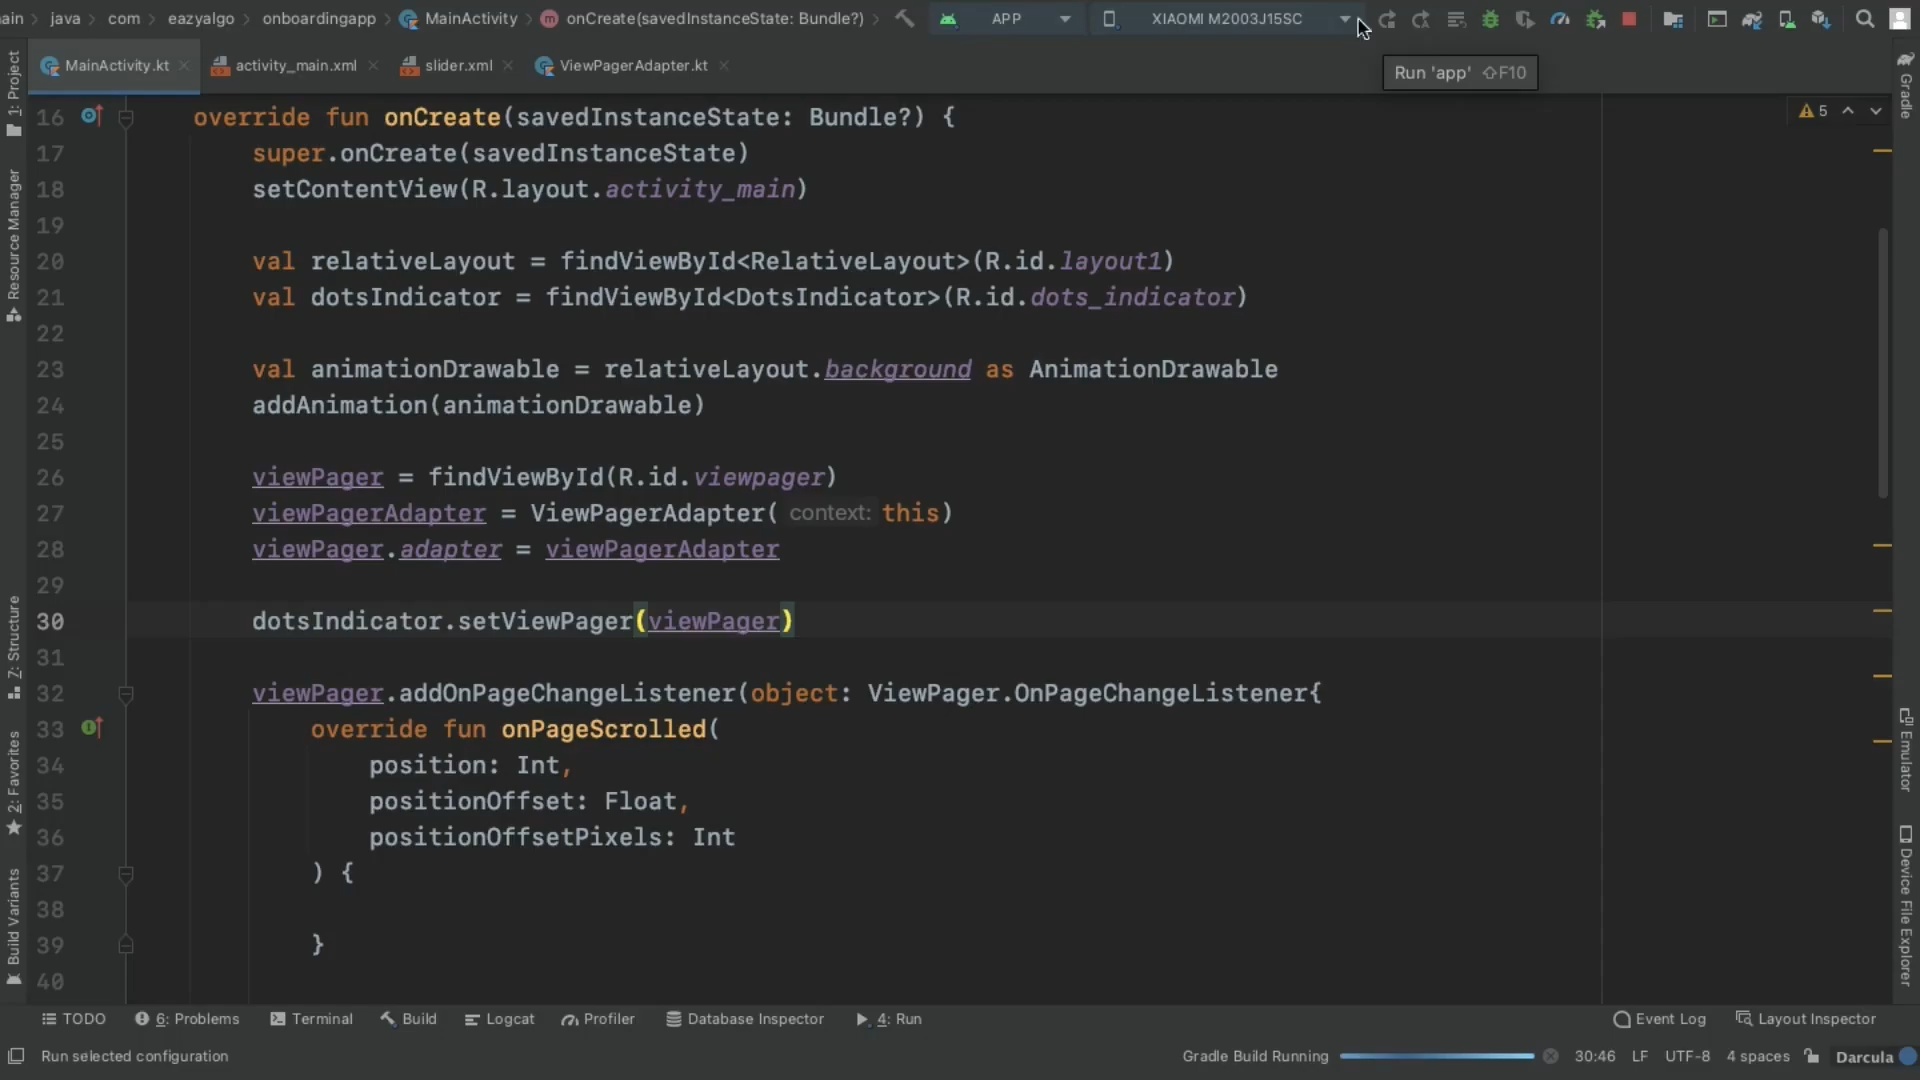 ain
java
com
eazyalgo
onboardingapp
MainActivity
m
onCreate(savedInstanceState: Bundle?)
APP
XIAOMI M2003J15SC
MainActivity.kt
activity_main.xml
slider.xml
ViewPagerAdapter.kt
Run 'app' ⇧F10
5
16 override fun onCreate(savedInstanceState: Bundle?) {
17 super.onCreate(savedInstanceState)
18 setContentView(R.layout.activity_main)
19
20 val relativeLayout = findViewById<RelativeLayout>(R.id.layout1)
21 val dotsIndicator = findViewById<DotsIndicator>(R.id.dots_indicator)
22
23 val animationDrawable = relativeLayout.background as AnimationDrawable
24 addAnimation(animationDrawable)
25
26 viewPager = findViewById(R.id.viewpager)
27 viewPagerAdapter = ViewPagerAdapter( context: this)
28 viewPager.adapter = viewPagerAdapter
29
30 dotsIndicator.setViewPager(viewPager)
31
32 viewPager.addOnPageChangeListener(object: ViewPager.OnPageChangeListener{
33 override fun onPageScrolled(
34 position: Int,
35 positionOffset: Float,
36 positionOffsetPixels: Int
37 ) {
38
39 }
40
1: Project
Resource Manager
Z: Structure
2: Favorites
Build Variants
Gradle
Emulator
Device File Explorer
TODO
6: Problems
Terminal
Build
Logcat
Profiler
Database Inspector
4: Run
Event Log
Layout Inspector
Run selected configuration
Gradle Build Running
30:46
LF
UTF-8
4 spaces
Darcula